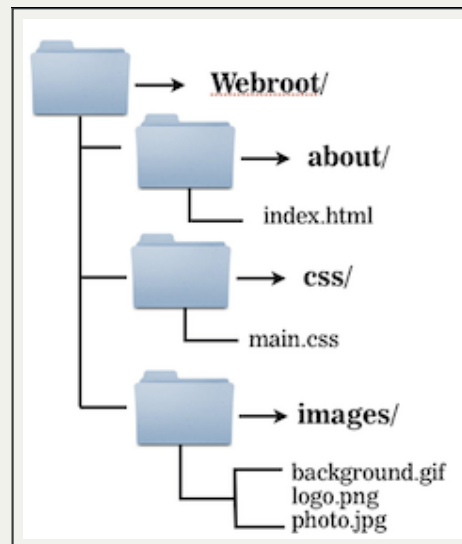 Webroot/
about/
index.html
css/
main.css
images/
background.gif
logo.png
photo.jpg